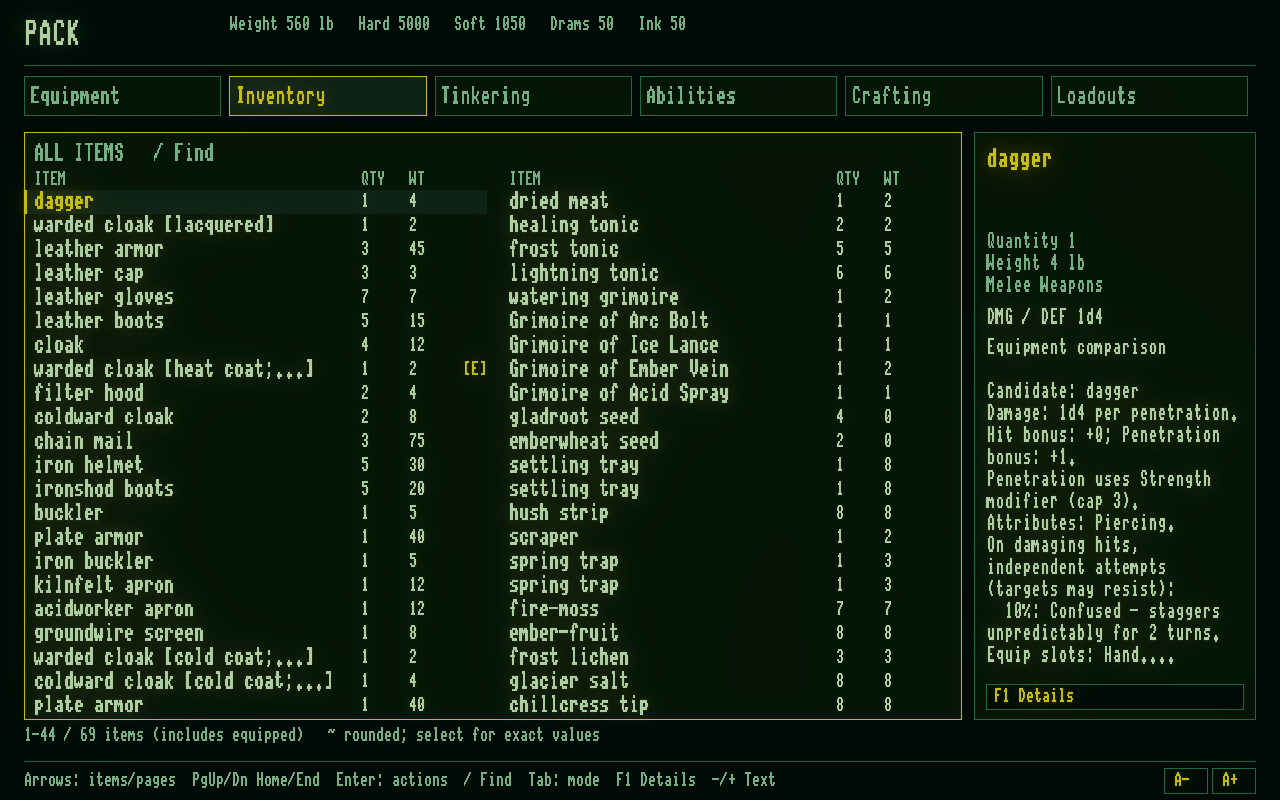 PACK
Weight 560 lb Hard 5000 Soft 1050 Drams 50 Ink 50
Equipment Inventory Tinkering Abilities Crafting Loadouts
ALL ITEMS / Find
ITEM QTY WT
dagger 1 4
warded cloak [lacquered] 1 2
leather armor 3 45
leather cap 3 3
leather gloves 7 7
leather boots 5 15
cloak 4 12
warded cloak [heat coat;...] 1 2 [E]
filter hood 2 4
coldward cloak 2 8
chain mail 3 75
iron helmet 5 30
ironshod boots 5 20
buckler 1 5
plate armor 1 40
iron buckler 1 5
kilnfelt apron 1 12
acidworker apron 1 12
groundwire screen 1 8
warded cloak [cold coat;...] 1 2
coldward cloak [cold coat;...] 1 4
plate armor 1 40
ITEM QTY WT
dried meat 1 2
healing tonic 2 2
frost tonic 5 5
lightning tonic 6 6
watering grimoire 1 2
Grimoire of Arc Bolt 1 1
Grimoire of Ice Lance 1 1
Grimoire of Ember Vein 1 2
Grimoire of Acid Spray 1 1
gladroot seed 4 0
emberwheat seed 2 0
settling tray 1 8
settling tray 1 8
hush strip 8 8
scraper 1 2
spring trap 1 3
spring trap 1 3
fire-moss 7 7
ember-fruit 8 8
frost lichen 3 3
glacier salt 8 8
chillcress tip 8 8
dagger
Quantity 1
Weight 4 lb
Melee Weapons
DMG / DEF 1d4
Equipment comparison
Candidate: dagger
Damage: 1d4 per penetration.
Hit bonus: +0; Penetration
bonus: +1.
Penetration uses Strength
modifier (cap 3).
Attributes: Piercing.
On damaging hits,
independent attempts
(targets may resist):
10%: Confused - staggers
unpredictably for 2 turns.
Equip slots: Hand....
F1 Details
1-44 / 69 items (includes equipped) ~ rounded; select for exact values
Arrows: items/pages PgUp/Dn Home/End Enter: actions / Find Tab: mode F1 Details -/+ Text
A- A+